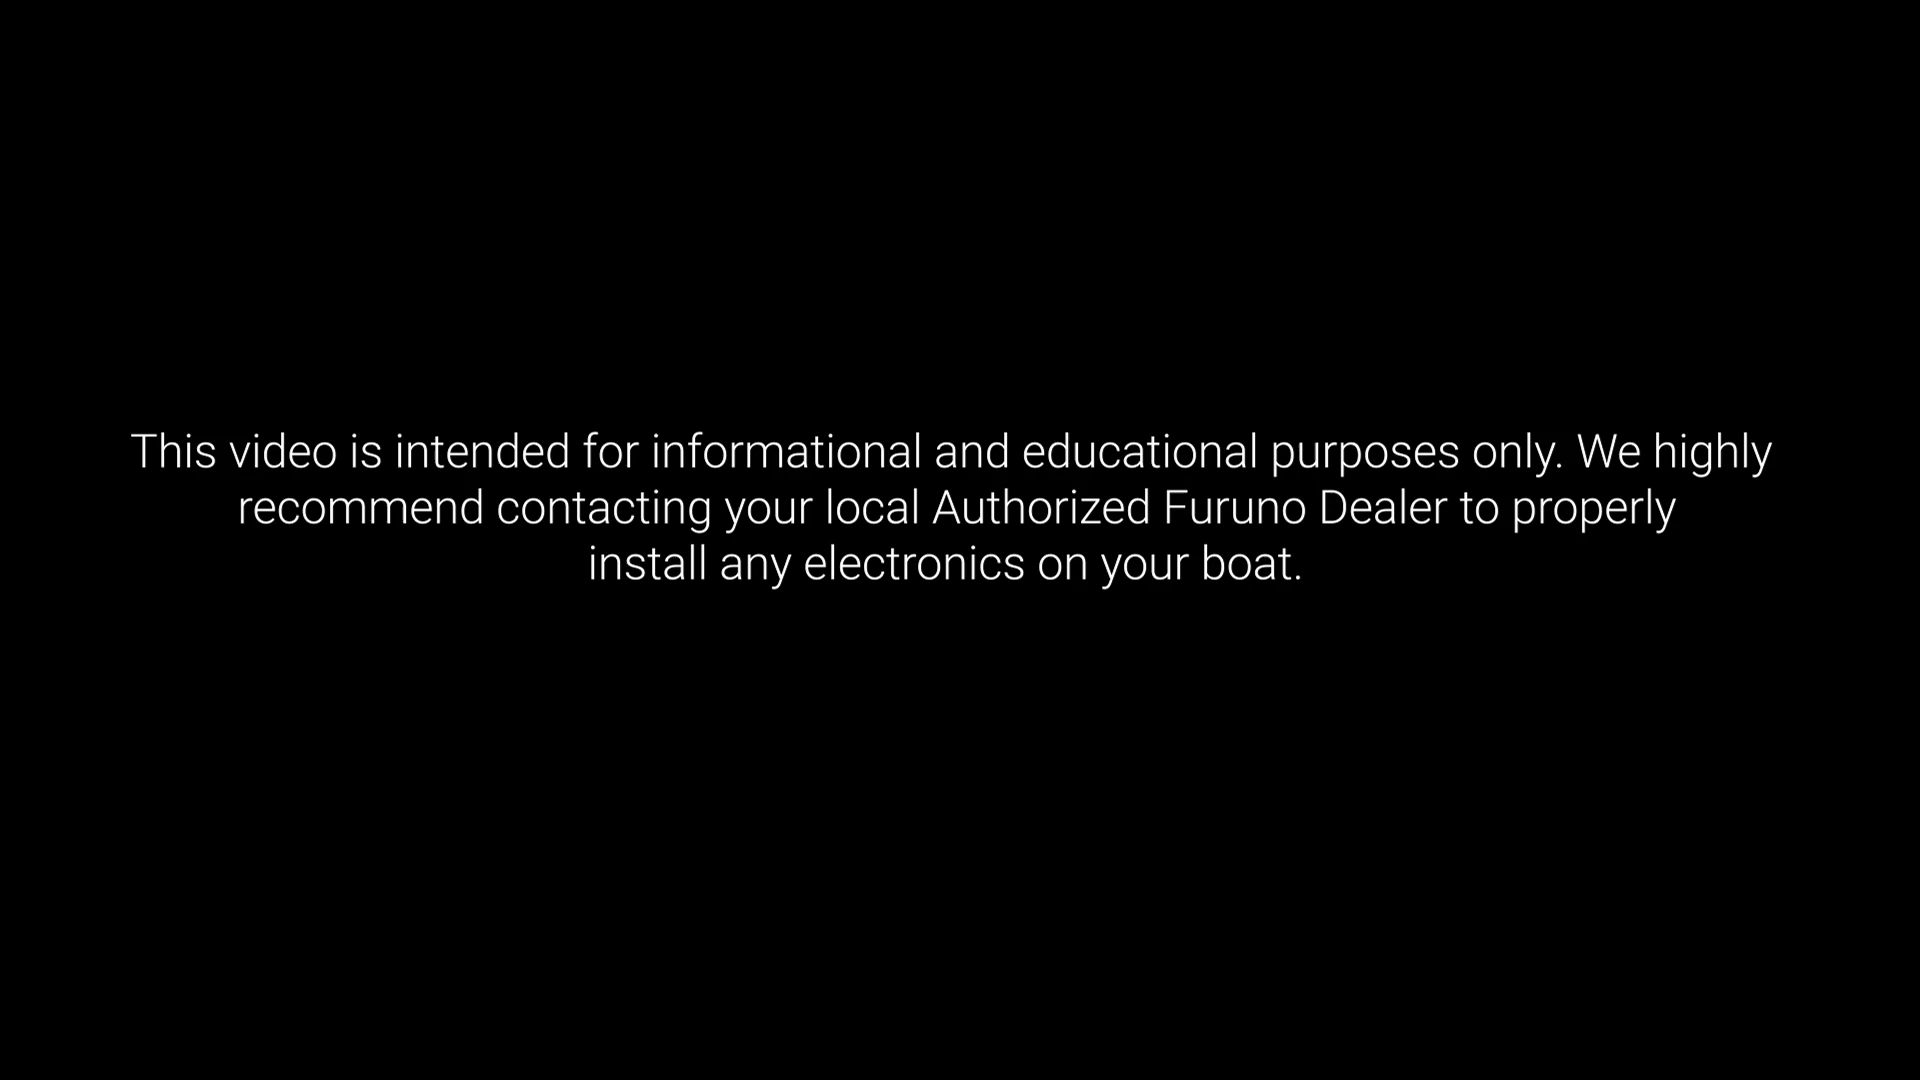 This video is intended for informational and educational purposes only. We highly
recommend contacting your local Authorized Furuno Dealer to properly
install any electronics on your boat.